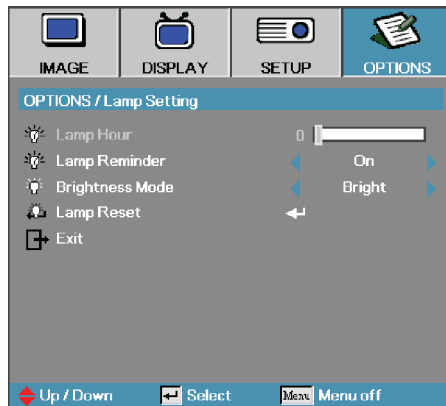 IMAGE DISPLAY SETUP OPTIONS
OPTIONS / Lamp Setting
Lamp Hour 0
Lamp Reminder On
Brightness Mode Bright
Lamp Reset
Exit
Up / Down Select Menu Menu off